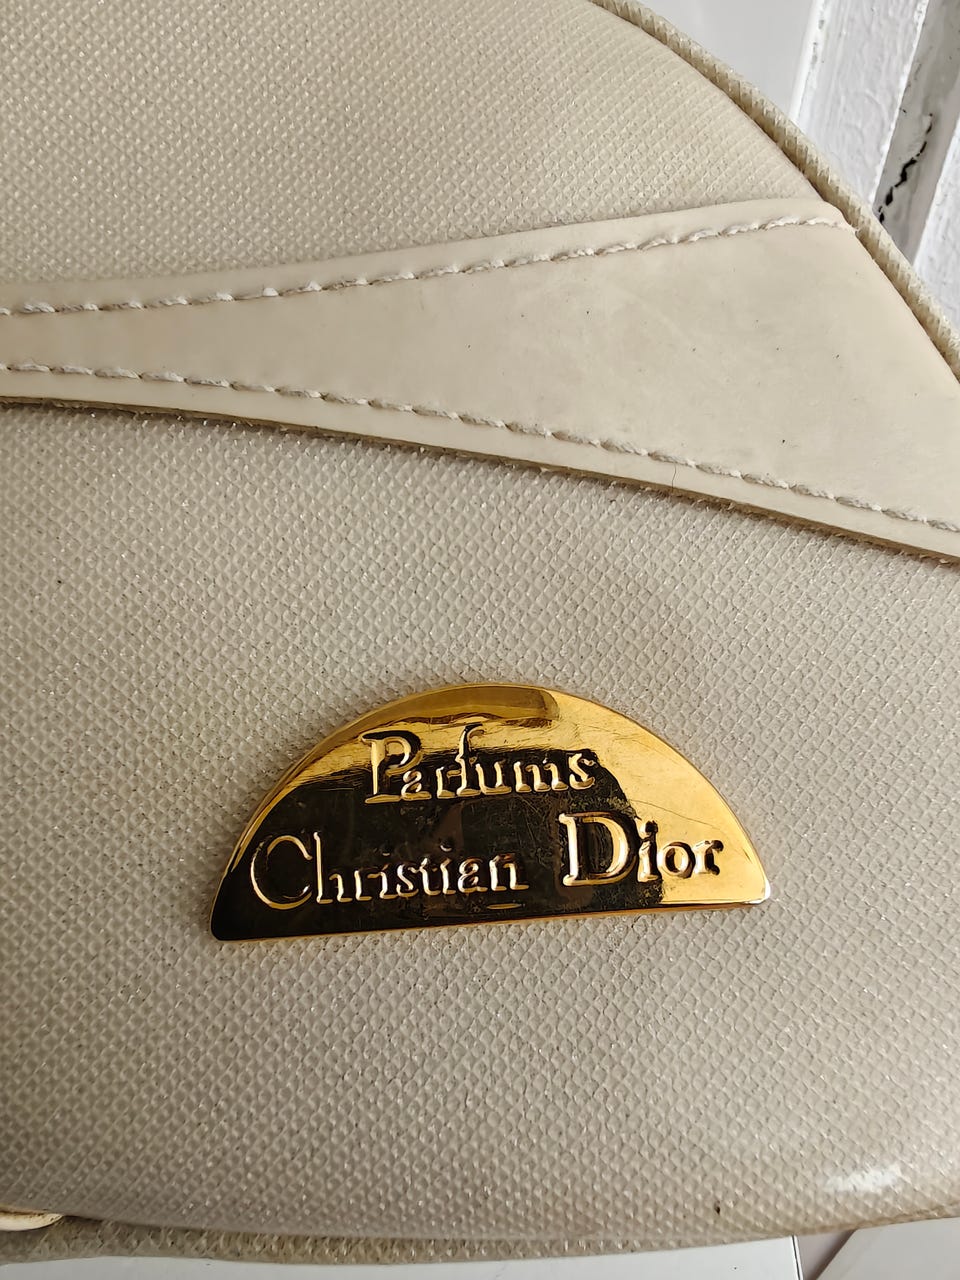 Parfums
Christian Dior